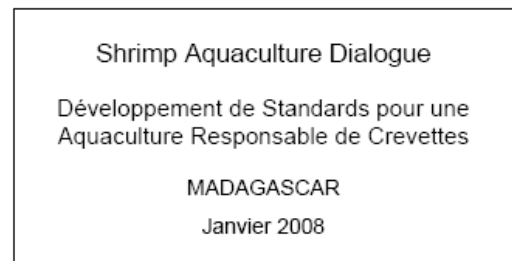 Shrimp Aquaculture Dialogue
Développement de Standards pour une
Aquaculture Responsable de Crevettes
MADAGASCAR
Janvier 2008